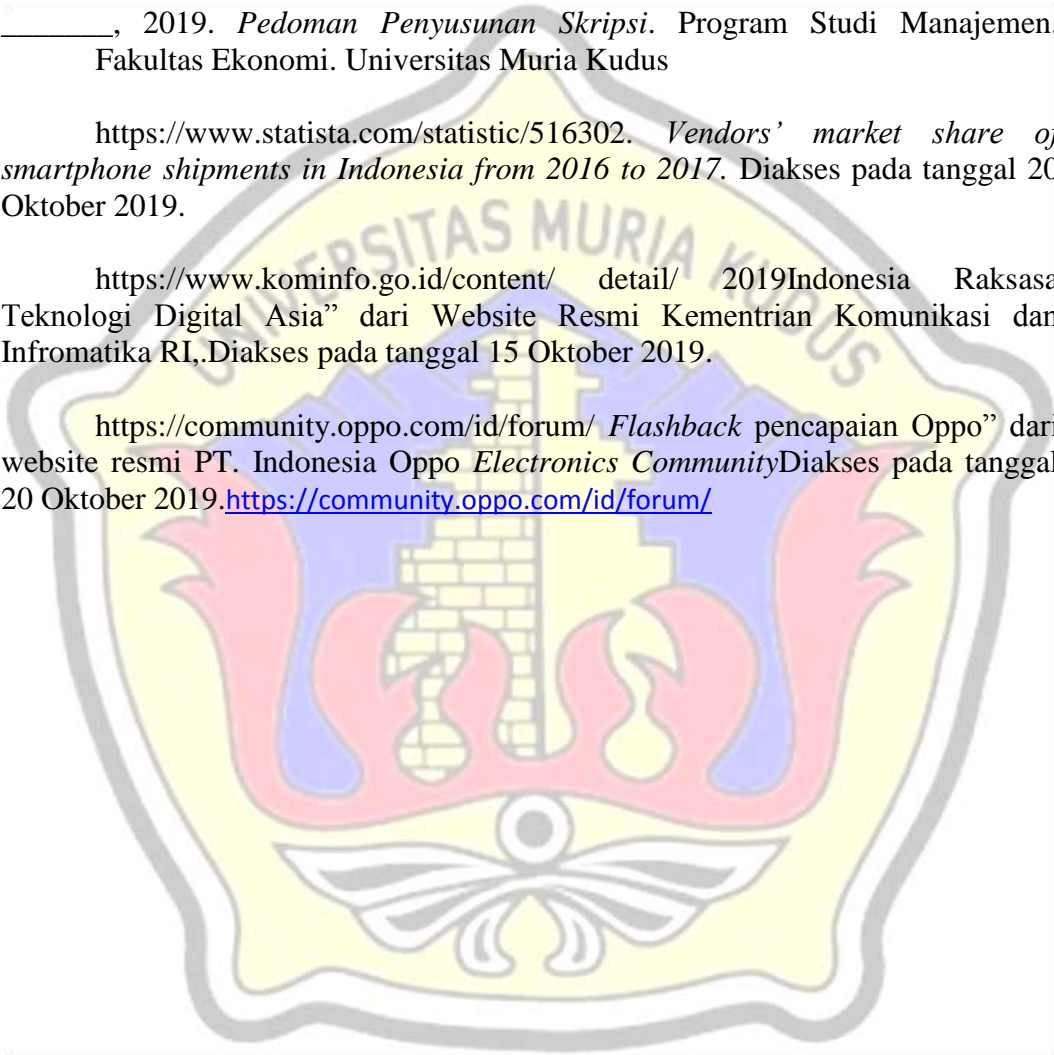 _______, 2019. Pedoman Penyusunan Skripsi. Program Studi Manajemen.
Fakultas Ekonomi. Universitas Muria Kudus
https://www.statista.com/statistic/516302. Vendors’ market share of
smartphone shipments in Indonesia from 2016 to 2017. Diakses pada tanggal 20
Oktober 2019.
https://www.kominfo.go.id/content/ detail/ 2019Indonesia Raksasa
Teknologi Digital Asia” dari Website Resmi Kementrian Komunikasi dan
Infromatika RI,.Diakses pada tanggal 15 Oktober 2019.
https://community.oppo.com/id/forum/ Flashback pencapaian Oppo” dari
website resmi PT. Indonesia Oppo Electronics CommunityDiakses pada tanggal
20 Oktober 2019.https://community.oppo.com/id/forum/
UNIVERSITAS MURIA KUDUS